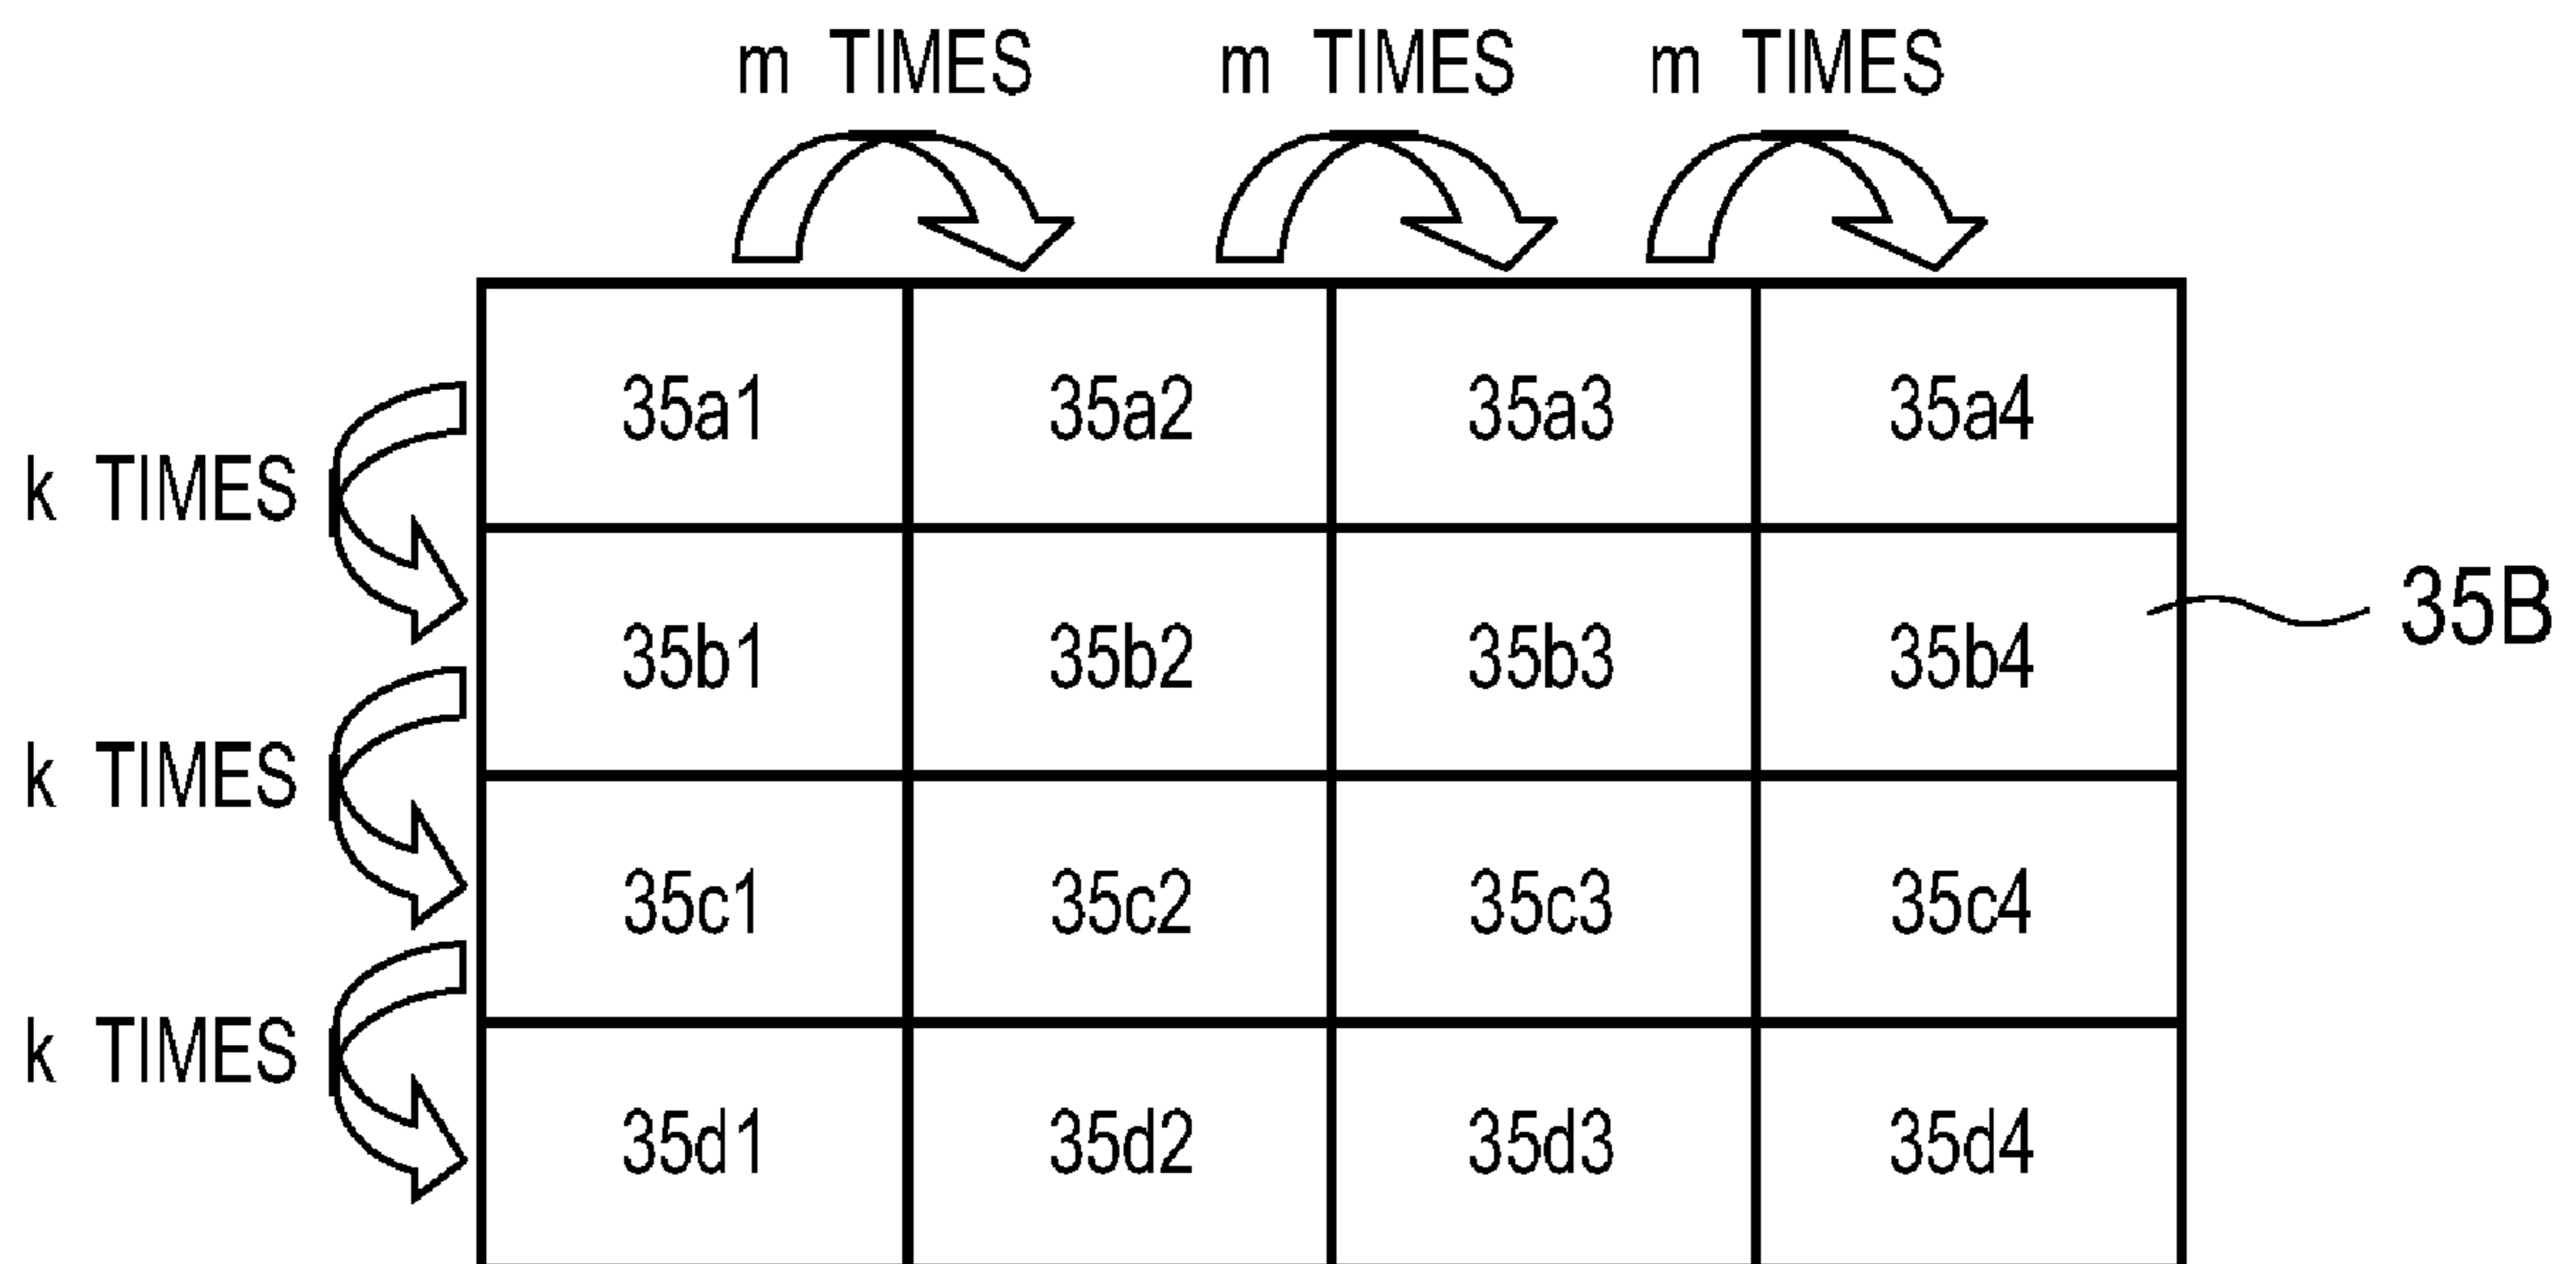 m TIMES m TIMES m TIMES
35a1 35a2 35a3 35a4
k TIMES
35b1 35b2 35b3 35b4
35B
k TIMES
35c1 35c2 35c3 35c4
k TIMES
35d1 35d2 35d3 35d4